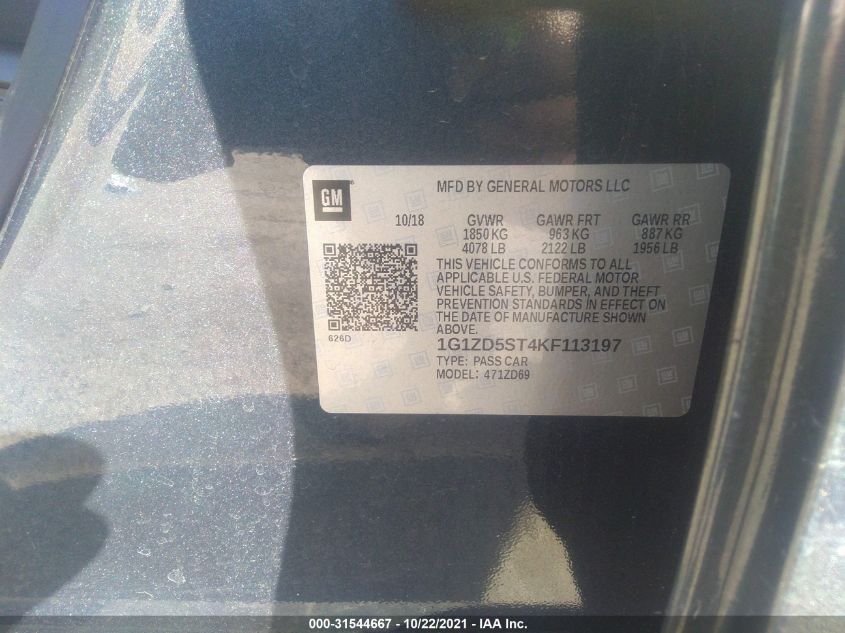 GM
MFD BY GENERAL MOTORS LLC
10/18 GVWR GAWR FRT GAWR RR
1850 KG 963 KG 887 KG
4078 LB 2122 LB 1956 LB
THIS VEHICLE CONFORMS TO ALL
APPLICABLE U.S. FEDERAL MOTOR
VEHICLE SAFETY, BUMPER, AND THEFT
PREVENTION STANDARDS IN EFFECT ON
THE DATE OF MANUFACTURE SHOWN
ABOVE.
626D
1G1ZD5ST4KF113197
TYPE: PASS CAR
MODEL: 471ZD69
000-31544667 - 10/22/2021 - IAA Inc.